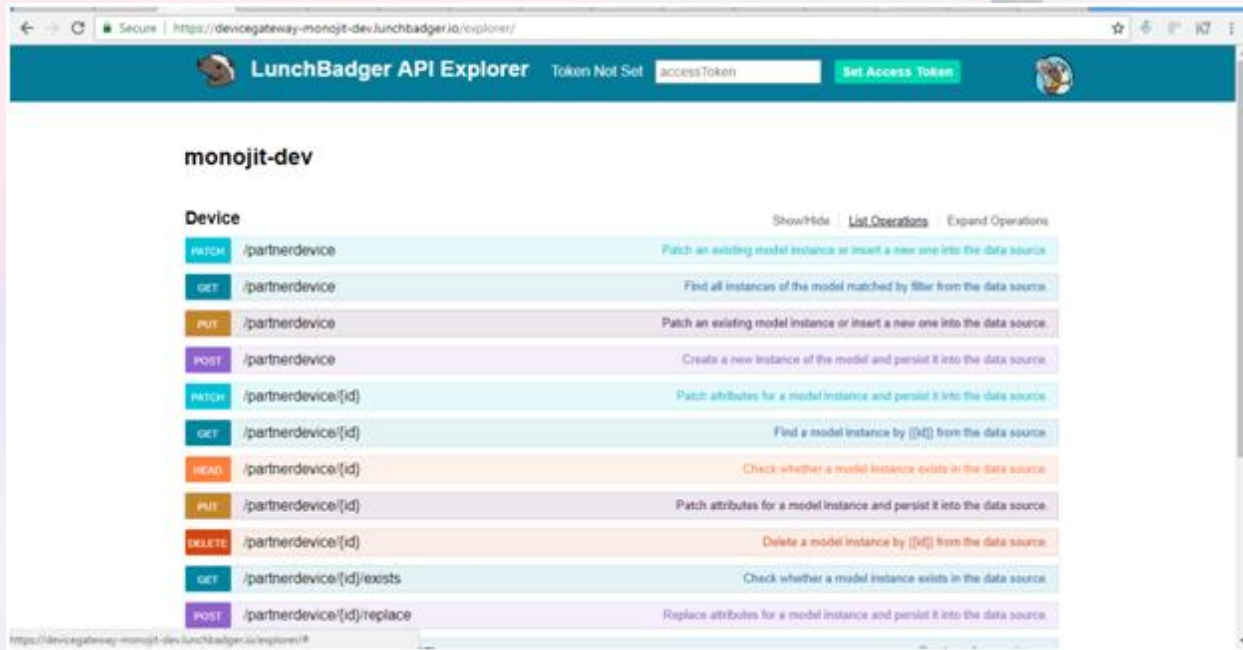 Secure | https://devicegateway-monojit-dev.lunchbadger.io/explorer/
LunchBadger API Explorer Token Not Set accessToken Set Access Token
monojit-dev
Device Show/Hide List Operations Expand Operations
PATCH /partnerdevice Patch an existing model instance or insert a new one into the data source.
GET /partnerdevice Find all instances of the model matched by filter from the data source.
PUT /partnerdevice Patch an existing model instance or insert a new one into the data source.
POST /partnerdevice Create a new instance of the model and persist it into the data source.
PATCH /partnerdevice/{id} Patch attributes for a model instance and persist it into the data source.
GET /partnerdevice/{id} Find a model instance by {{id}} from the data source.
HEAD /partnerdevice/{id} Check whether a model instance exists in the data source.
PUT /partnerdevice/{id} Patch attributes for a model instance and persist it into the data source.
DELETE /partnerdevice/{id} Delete a model instance by {{id}} from the data source.
GET /partnerdevice/{id}/exists Check whether a model instance exists in the data source.
POST /partnerdevice/{id}/replace Replace attributes for a model instance and persist it into the data source.
https://devicegateway-monojit-dev.lunchbadger.io/explorer/#